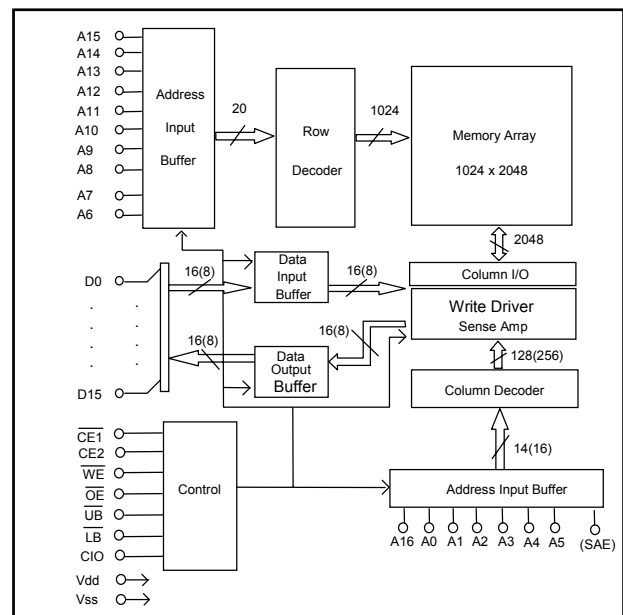 A15
A14
A13
A12
A11
A10
A9
A8
A7
A6
Address
Input
Buffer
20
Row
Decoder
1024
Memory Array
1024 x 2048
2048
D0
.
.
.
.
D15
.
.
.
.
16(8)
Data
Input
Buffer
16(8)
Column I/O
Write Driver
Sense Amp
16(8)
Data
Output
Buffer
16(8)
128(256)
Column Decoder
14(16)
CE1
CE2
WE
OE
UB
LB
CIO
Vdd
Vss
Control
Address Input Buffer
A16 A0 A1 A2 A3 A4 A5 (SAE)